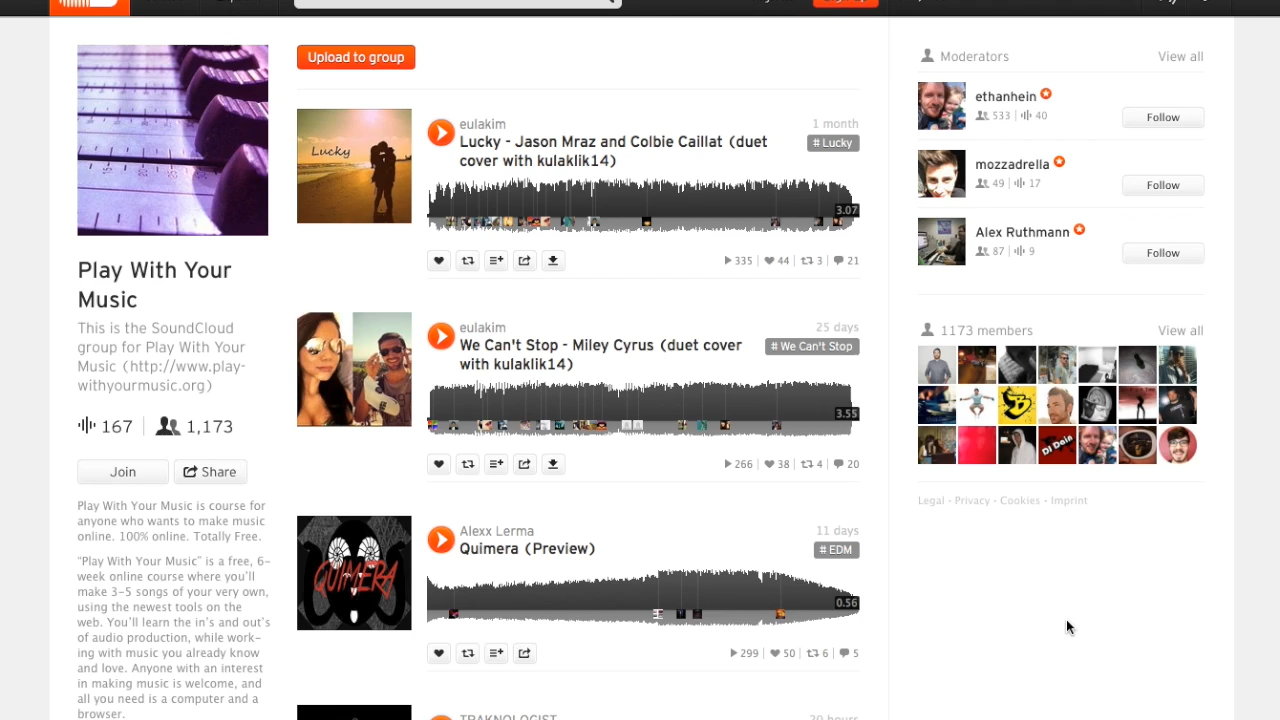 Upload to group
Play With Your
Music
This is the SoundCloud
group for Play With Your
Music (http://www.play-
withyourmusic.org)
167
1,173
Join
Share
Play With Your Music is course for
anyone who wants to make music
online. 100% online. Totally Free.
“Play With Your Music” is a free, 6-
week online course where you'll
make 3-5 songs of your very own,
using the newest tools on the
web. You'll learn the in's and out's
of audio production, while work-
ing with music you already know
and love. Anyone with an interest
in making music is welcome, and
all you need is a computer and a
browser.
Lucky
eulakim
1 month
Lucky - Jason Mraz and Colbie Caillat (duet
cover with kulaklik14)
# Lucky
3.07
335
44
3
21
eulakim
25 days
We Can't Stop - Miley Cyrus (duet cover
with kulaklik14)
# We Can't Stop
3.55
266
38
4
20
QUIMERA
Alexx Lerma
11 days
Quimera (Preview)
# EDM
0.56
299
50
6
5
TRAKNOLOGIST
20 hours
Moderators
View all
ethanhein
533
40
Follow
mozzadrella
49
17
Follow
Alex Ruthmann
87
9
Follow
1173 members
View all
DJ Dain
Legal - Privacy - Cookies - Imprint